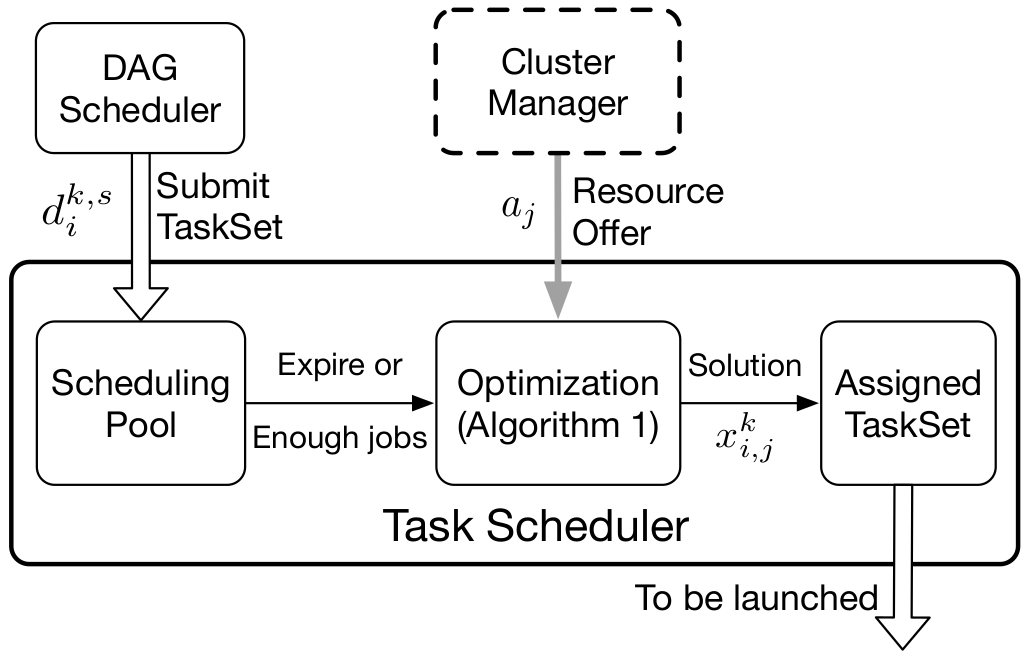 DAG
Scheduler
Cluster
Manager
$d_i^{k,s}$
Submit
TaskSet
$a_j$
Resource
Offer
Scheduling
Pool
Expire or
Enough jobs
Optimization
(Algorithm 1)
Solution
$x_{i,j}^k$
Assigned
TaskSet
Task Scheduler
To be launched